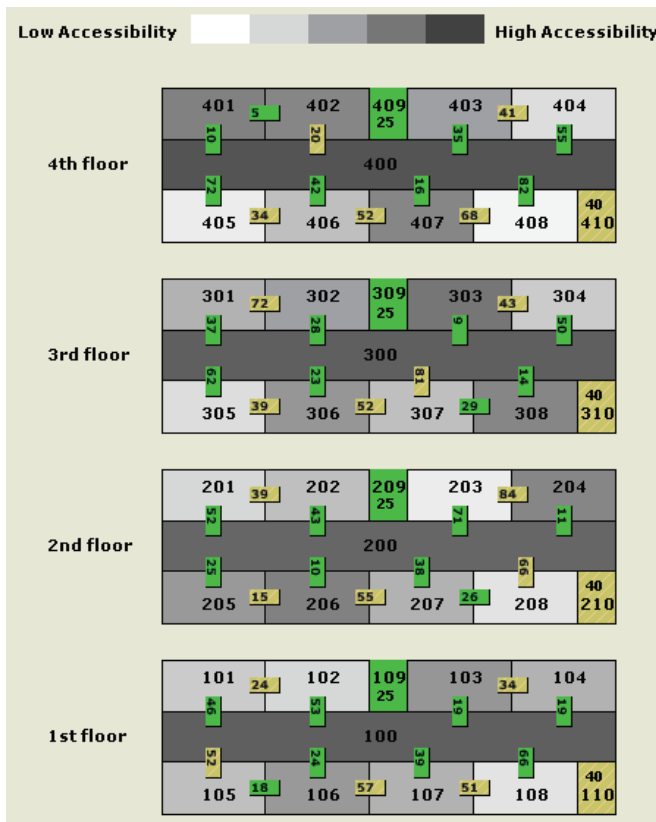 Low Accessibility High Accessibility
401 5 402 409 25 403 41 404
10 20 35 55
4th floor 400
72 42 16 82
405 34 406 52 407 68 408 40 410
301 72 302 309 25 303 43 304
37 28 9 50
3rd floor 300
62 23 81 14
305 39 306 52 307 29 308 40 310
201 39 202 209 25 203 84 204
52 43 71 11
2nd floor 200
25 10 38 66
205 15 206 55 207 26 208 40 210
101 24 102 109 25 103 34 104
46 53 19 19
1st floor 100
52 24 39 66
105 18 106 57 107 51 108 40 110